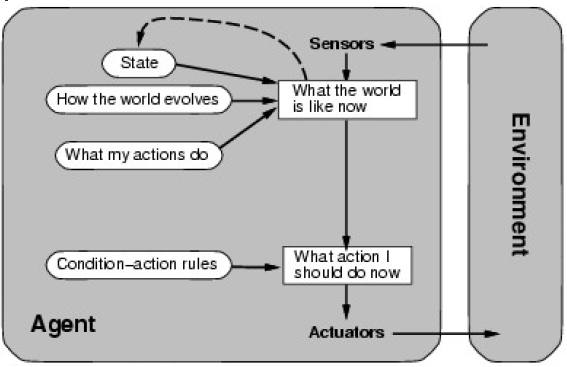 Sensors
State
What the world
is like now
How the world evolves
What my actions do
Environment
What action I
should do now
Condition–action rules
Agent
Actuators